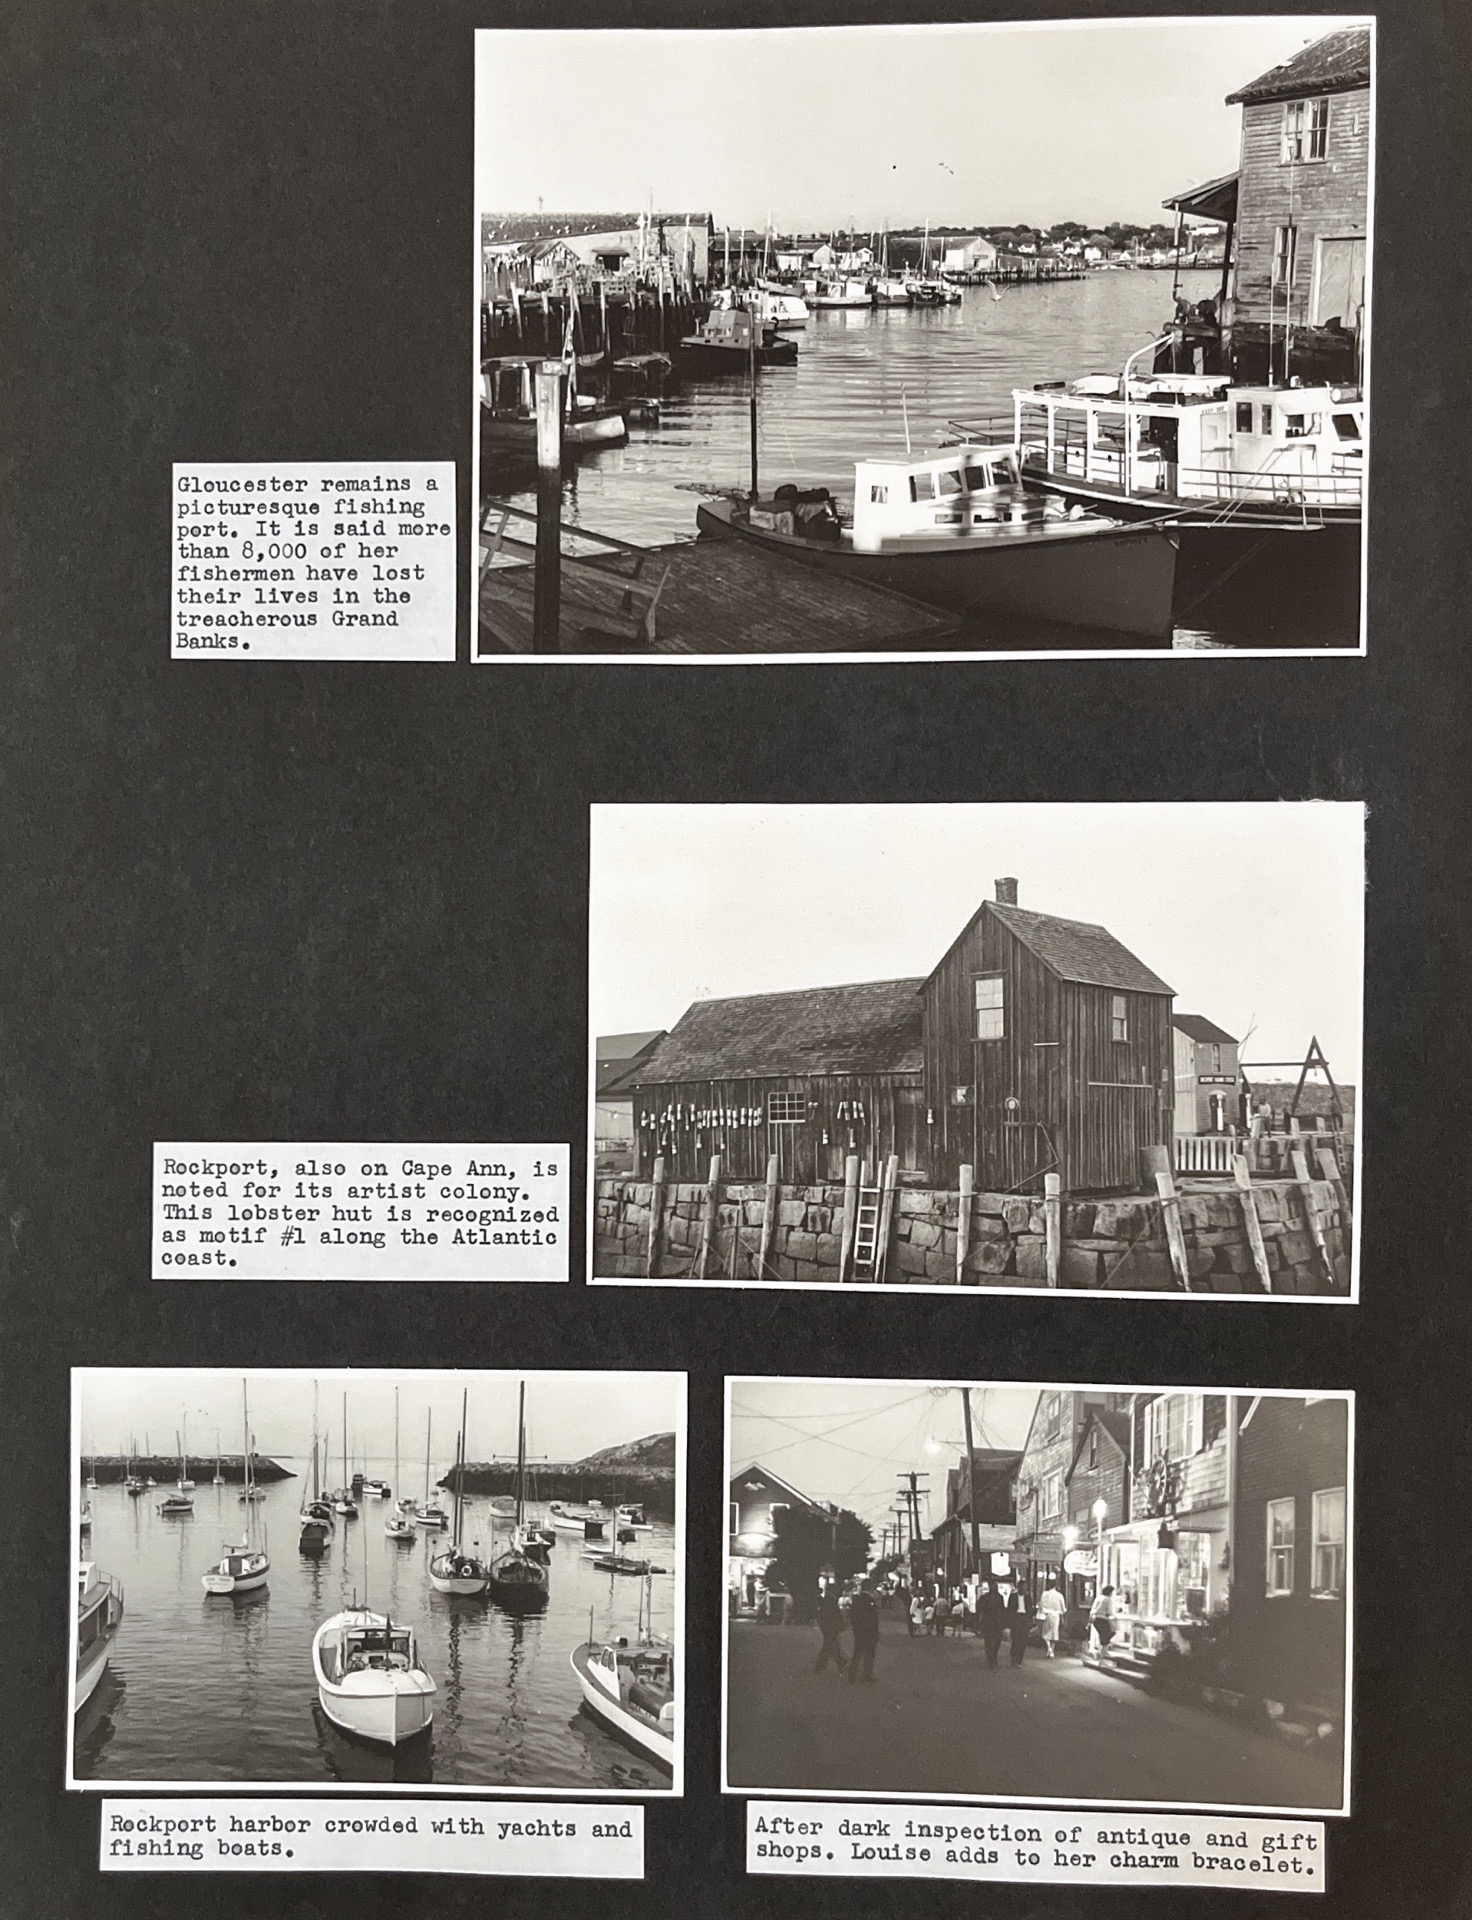 Gloucester remains a
picturesque fishing
port. It is said more
than 8,000 of her
fishermen have lost
their lives in the
treacherous Grand
Banks.
Rockport, also on Cape Ann, is
noted for its artist colony.
This lobster hut is recognized
as motif #1 along the Atlantic
coast.
Rockport harbor crowded with yachts and
fishing boats.
After dark inspection of antique and gift
shops. Louise adds to her charm bracelet.